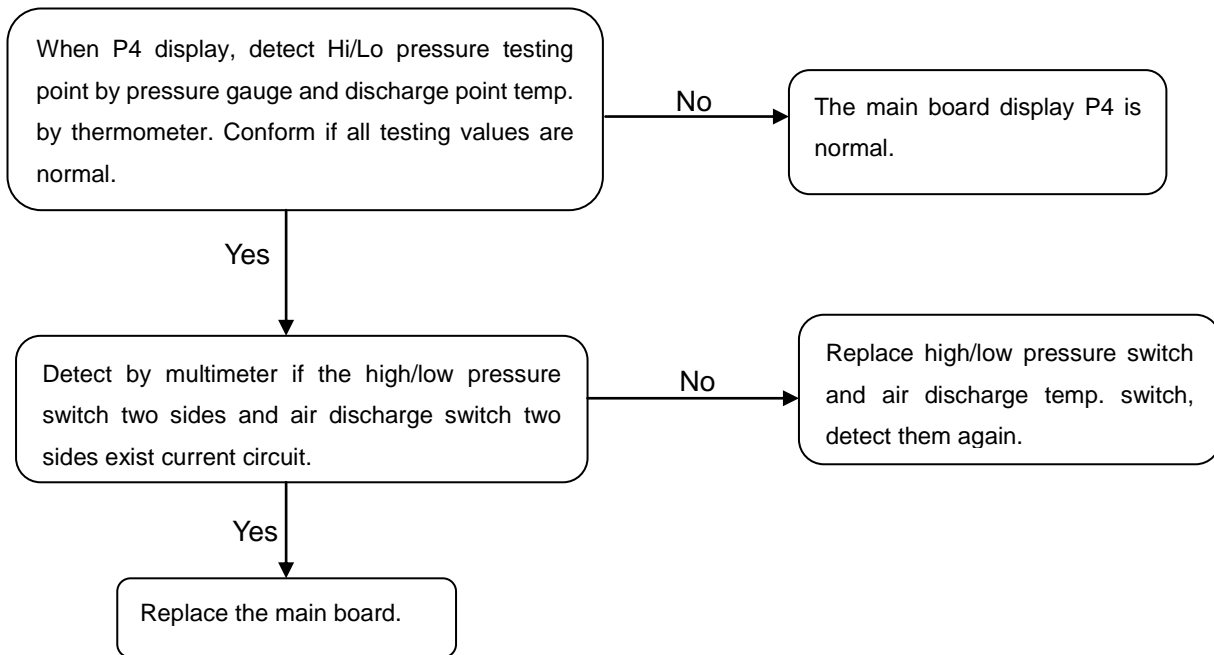 When P4 display, detect Hi/Lo pressure testing
point by pressure gauge and discharge point temp.
by thermometer. Conform if all testing values are
normal.
No
The main board display P4 is
normal.
Yes
Detect by multimeter if the high/low pressure
switch two sides and air discharge switch two
sides exist current circuit.
No
Replace high/low pressure switch
and air discharge temp. switch,
detect them again.
Yes
Replace the main board.